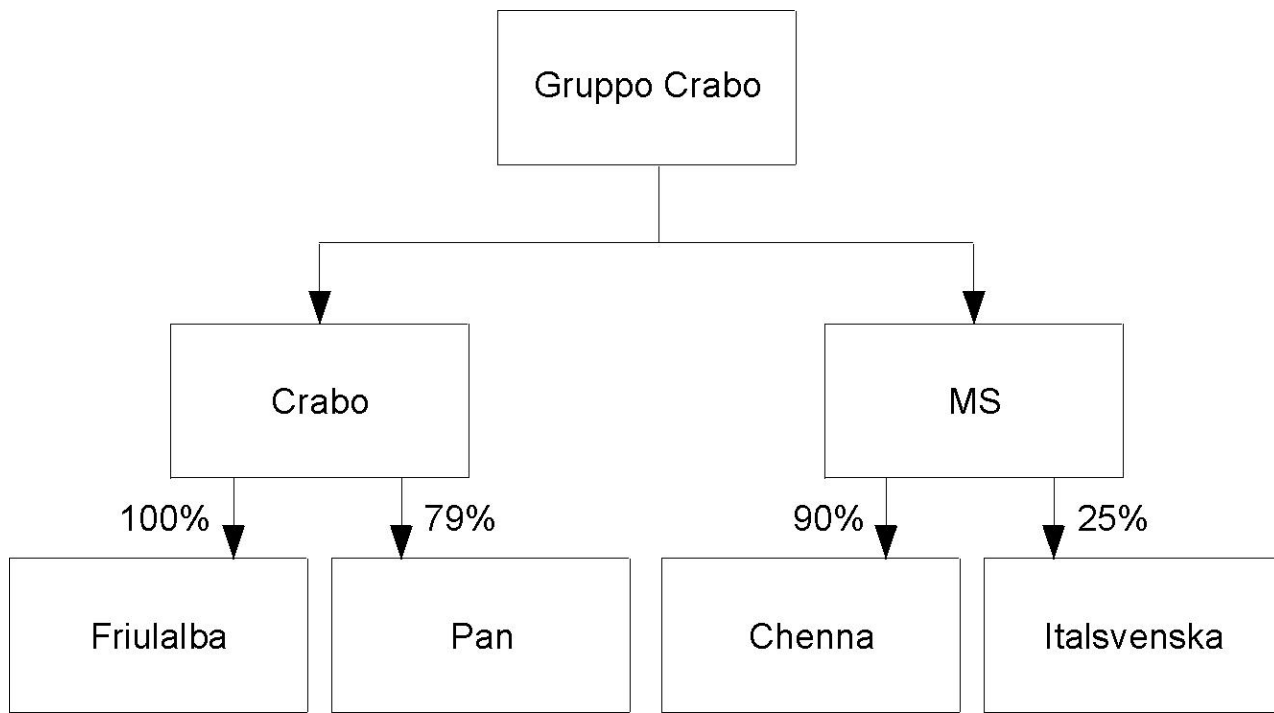 Gruppo Crabo
Crabo
MS
100%
79%
90%
25%
Friulalba
Pan
Chenna
Italsvenska